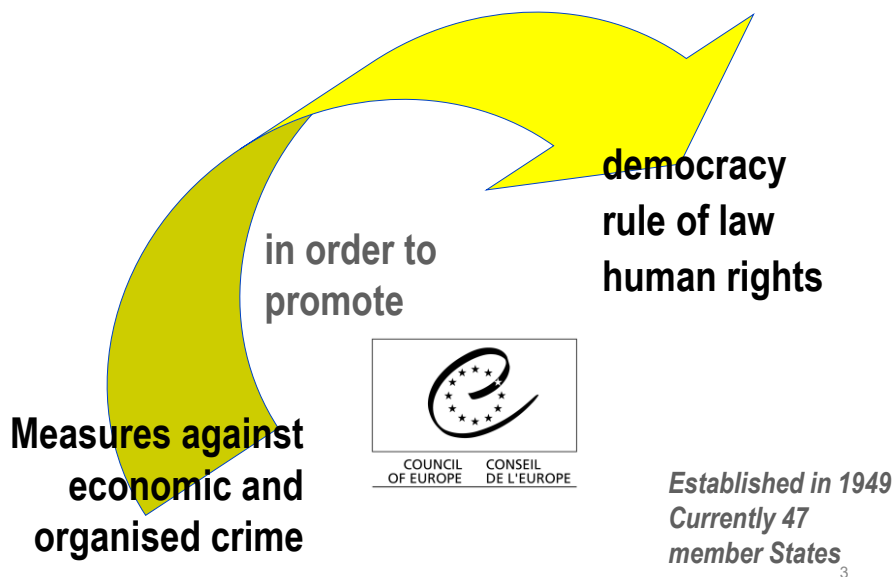 Measures against
economic and
organised crime
in order to
promote
democracy
rule of law
human rights
COUNCIL OF EUROPE
CONSEIL DE L'EUROPE
Established in 1949
Currently 47
member States
3